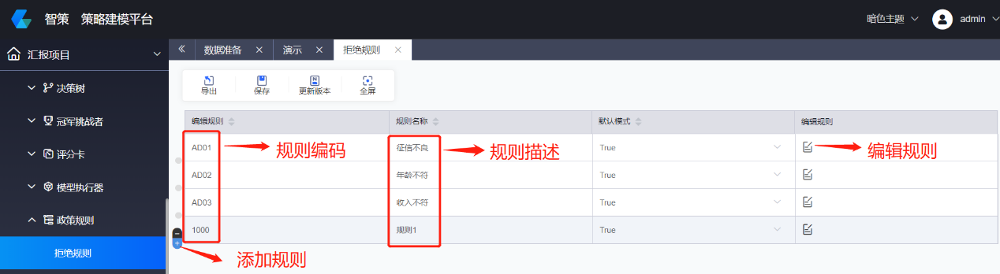 智策 策略建模平台
暗色主题
admin
汇报项目
数据准备
演示
拒绝规则
决策树
冠军挑战者
评分卡
模型执行器
政策规则
拒绝规则
导出
保存
更新版本
全屏
编辑规则 规则名称 默认模式 编辑规则
AD01 规则编码 征信不良 规则描述 True 编辑规则
AD02 年龄不符 True
AD03 收入不符 True
1000 规则1 True
添加规则